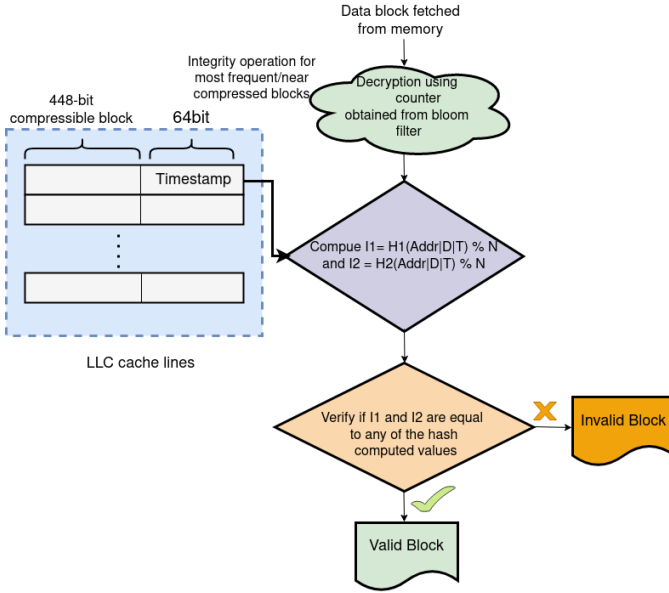 Data block fetched
from memory
Integrity operation for
most frequent/near
compressed blocks
Decryption using
counter
obtained from bloom
filter
448-bit
compressible block
64bit
Timestamp
Compue I1= H1(Addr|D|T) % N
and I2 = H2(Addr|D|T) % N
LLC cache lines
Verify if I1 and I2 are equal
to any of the hash
computed values
Invalid Block
Valid Block